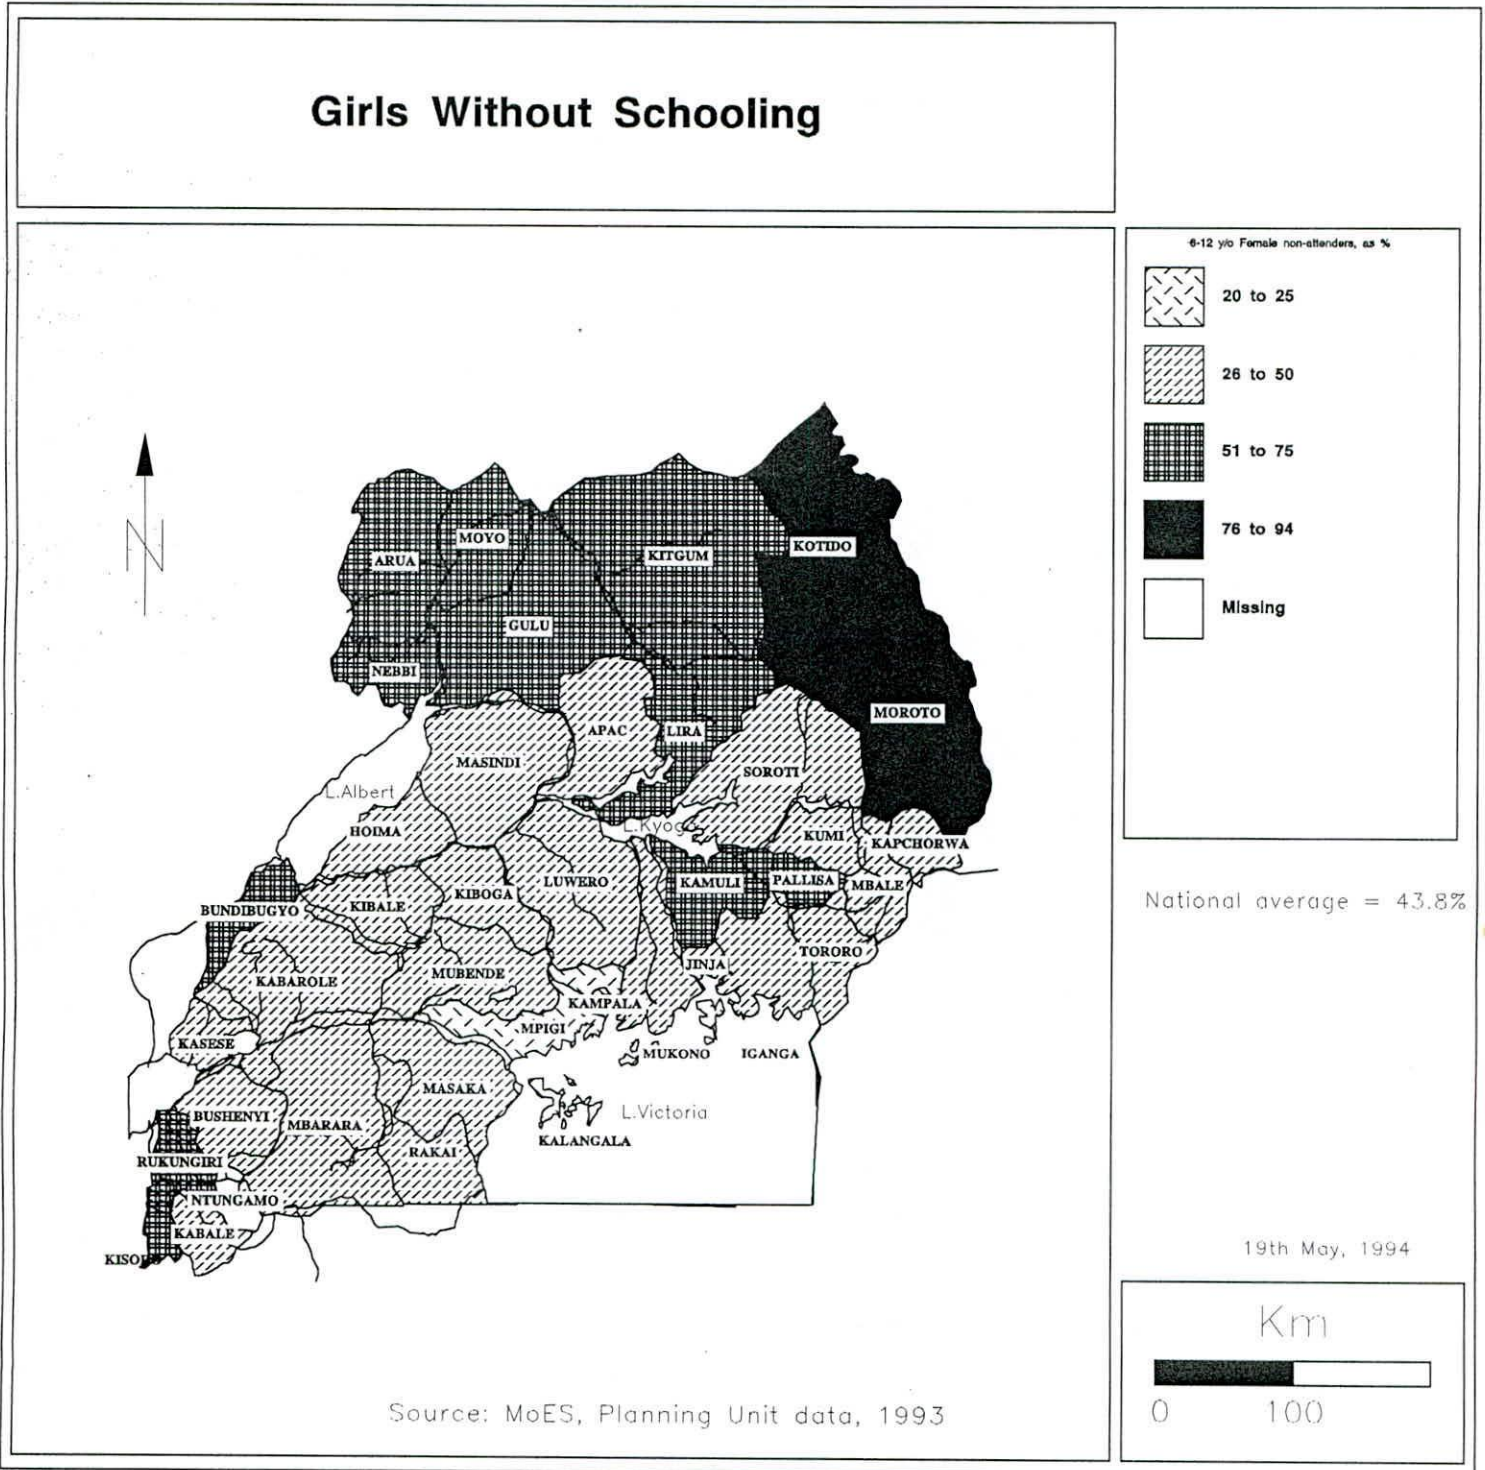 Girls Without Schooling
6-12 y/o Female non-attenders, as %
20 to 25
26 to 50
51 to 75
76 to 94
Missing
N
MOYO
ARUA
KITGUM
KOTIDO
GULU
NEBBI
MOROTO
APAC
LIRA
MASINDI
SOROTI
L.Albert
HOIMA
L.Kyoga
KUMI
KAPCHORWA
LUWERO
KAMULI
PALLISA
MBALE
KIBOGA
KIBALE
BUNDIBUGYO
TORORO
JINJA
MUBENDE
KABAROLE
KAMPALA
MPIGI
KASESE
MUKONO
IGANGA
MASAKA
L.Victoria
BUSHENYI
MBARARA
KALANGALA
RAKAI
RUKUNGIRI
NTUNGAMO
KABALE
National average = 43.8%
19th May, 1994
Km
0 100
Source: MoES, Planning Unit data, 1993